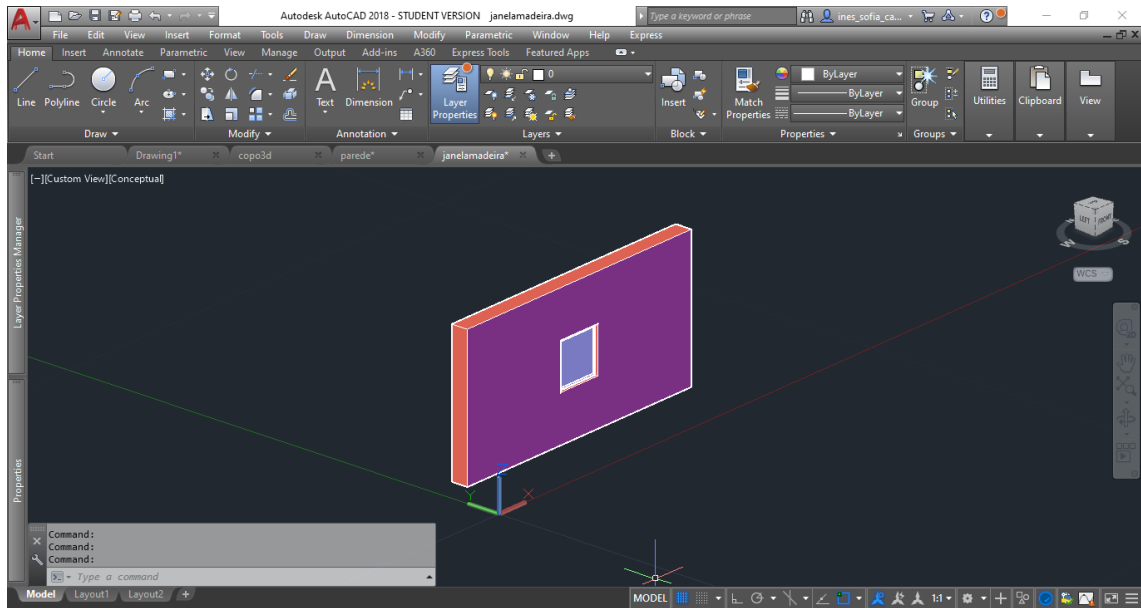 Autodesk AutoCAD 2018 - STUDENT VERSION janelamadeira.dwg
Type a keyword or phrase
ines_sofia_ca...
File Edit View Insert Format Tools Draw Dimension Modify Parametric Window Help Express
Home Insert Annotate Parametric View Manage Output Add-ins A360 Express Tools Featured Apps
0
ByLayer
ByLayer
ByLayer
Line Polyline Circle Arc
Text Dimension
Layer Properties
Insert
Match Properties
Group
Utilities
Clipboard
View
Draw Modify Annotation Layers Block Properties Groups
Start Drawing1* copo3d parede* janelamadeira*
[−][Custom View][Conceptual]
Layer Properties Manager
LEFT FRONT
W S
WCS
Properties
Y X
Command:
Command:
Command:
Type a command
Model Layout1 Layout2 +
MODEL 1:1